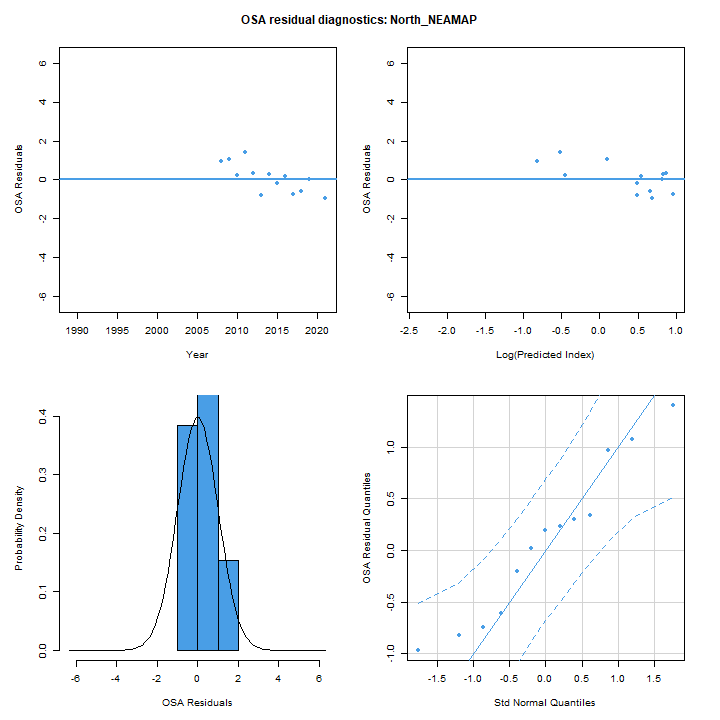 OSA residual diagnostics: North_NEAMAP
OSA Residuals
6
4
2
0
-2
-4
-6
1990 1995 2000 2005 2010 2015 2020
Year
OSA Residuals
6
4
2
0
-2
-4
-6
-2.5 -2.0 -1.5 -1.0 -0.5 0.0 0.5 1.0
Log(Predicted Index)
Probability Density
0.4
0.3
0.2
0.1
0.0
-6 -4 -2 0 2 4 6
OSA Residuals
OSA Residual Quantiles
1.0
0.5
0.0
-0.5
-1.0
-1.5 -1.0 -0.5 0.0 0.5 1.0 1.5
Std Normal Quantiles